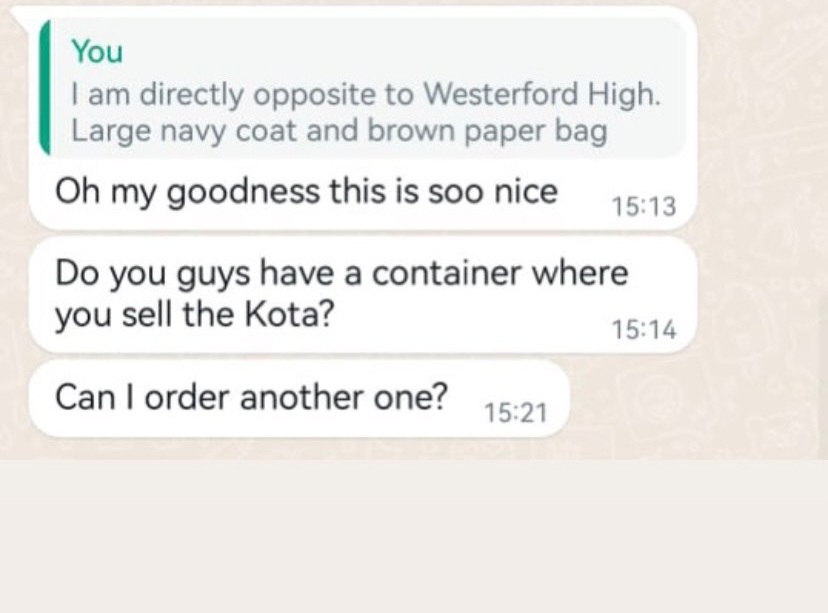 You
I am directly opposite to Westerford High.
Large navy coat and brown paper bag
Oh my goodness this is soo nice
15:13
Do you guys have a container where
you sell the Kota?
15:14
Can I order another one?
15:21